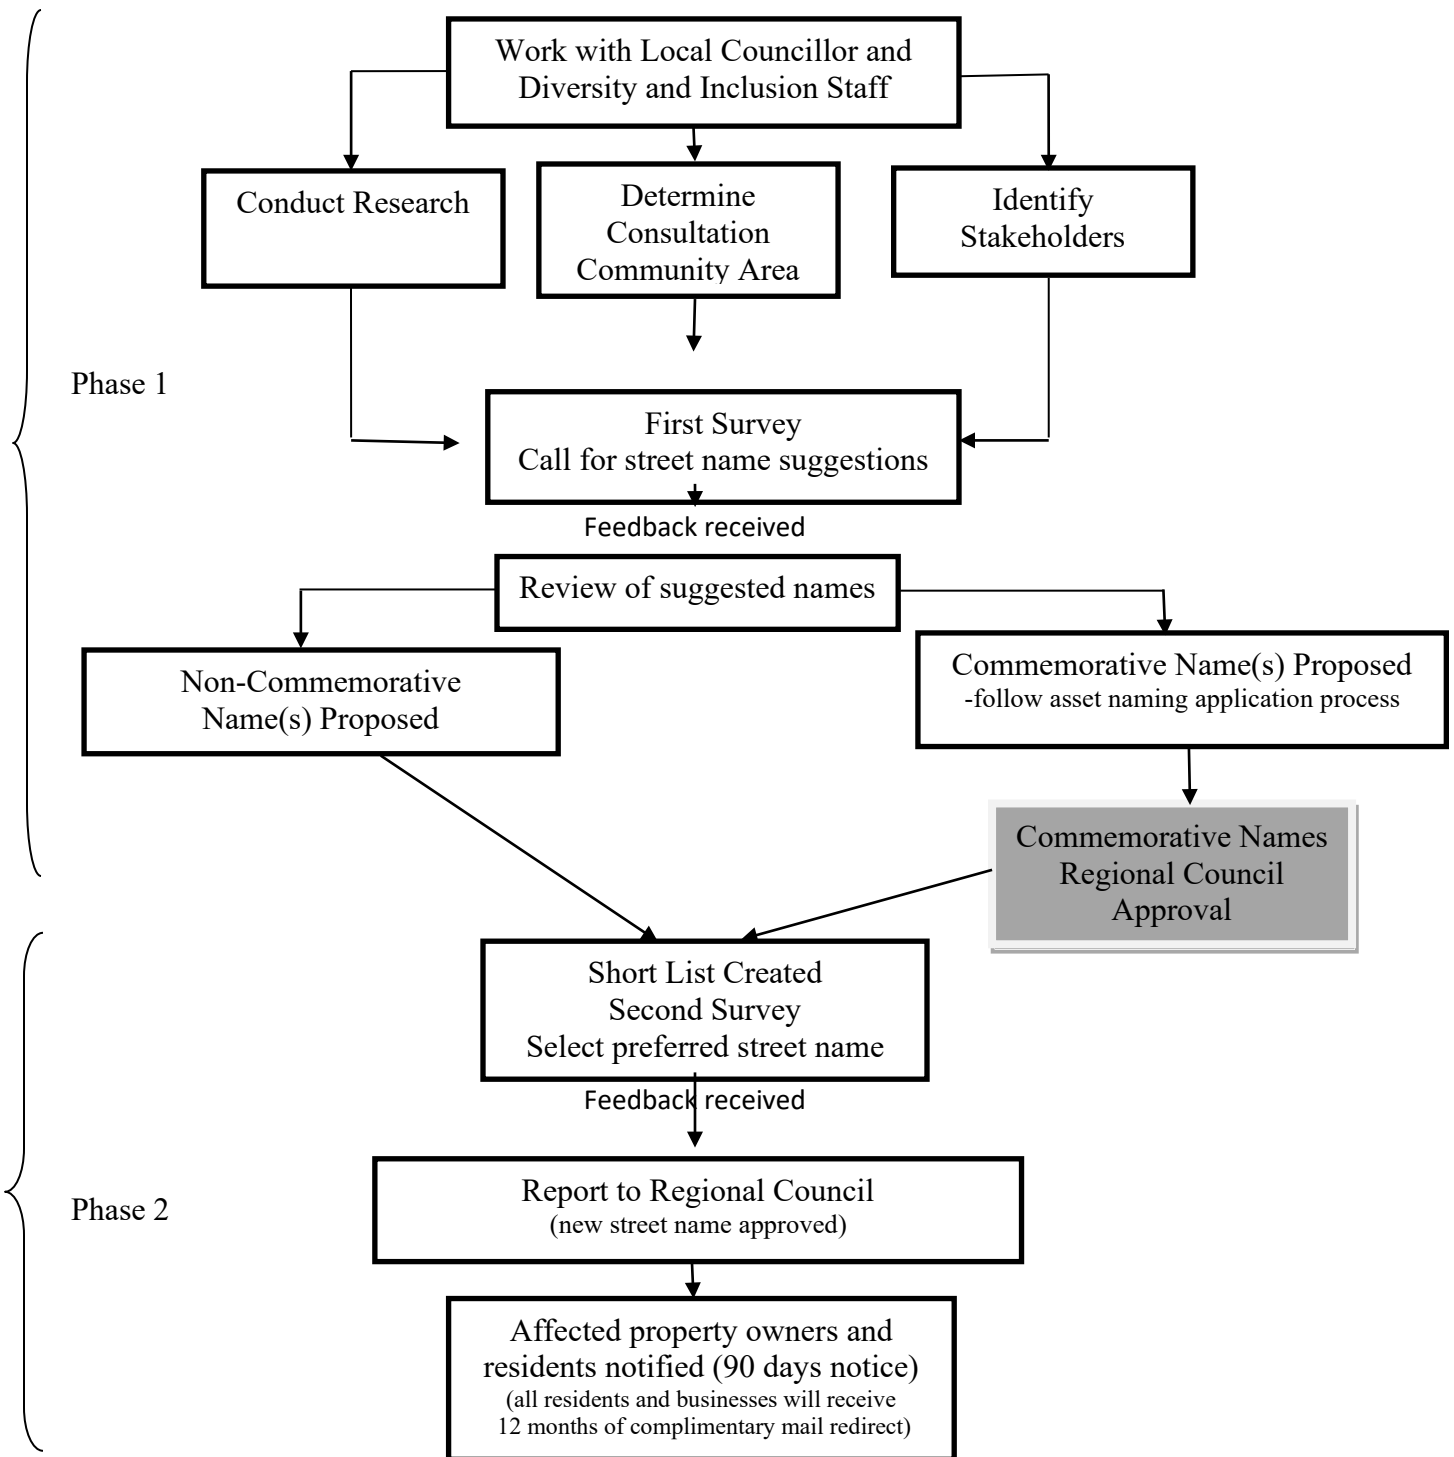 Work with Local Councillor and
Diversity and Inclusion Staff
Conduct Research
Determine
Consultation
Community Area
Identify
Stakeholders
Phase 1
First Survey
Call for street name suggestions
Feedback received
Review of suggested names
Non-Commemorative
Name(s) Proposed
Commemorative Name(s) Proposed
-follow asset naming application process
Commemorative Names
Regional Council
Approval
Short List Created
Second Survey
Select preferred street name
Feedback received
Phase 2
Report to Regional Council
(new street name approved)
Affected property owners and
residents notified (90 days notice)
(all residents and businesses will receive
12 months of complimentary mail redirect)